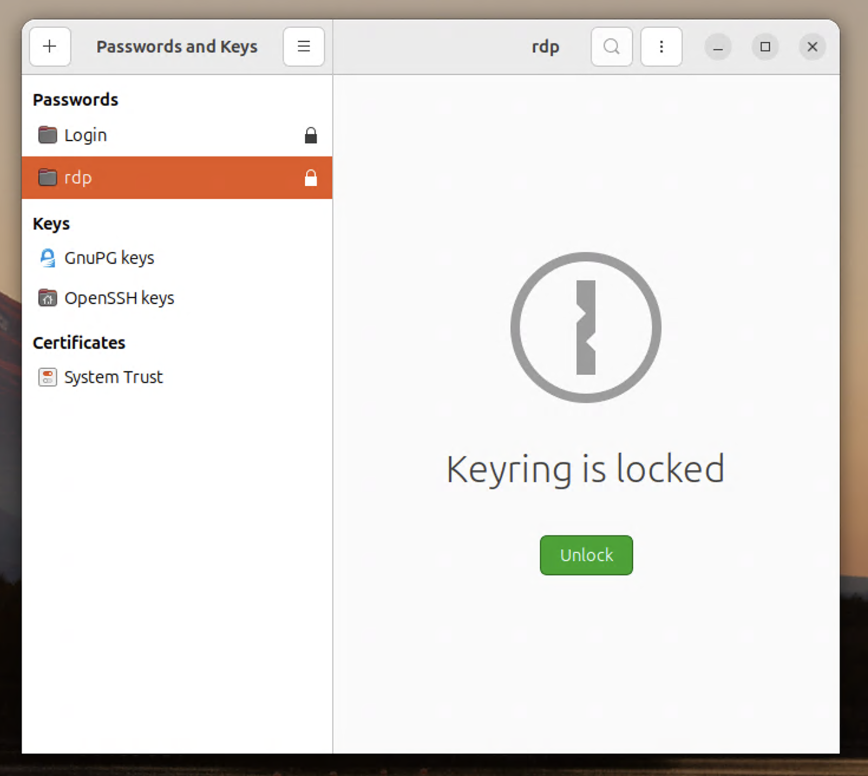 Passwords and Keys
rdp
Passwords
Login
rdp
Keys
GnuPG keys
OpenSSH keys
Certificates
System Trust
Keyring is locked
Unlock